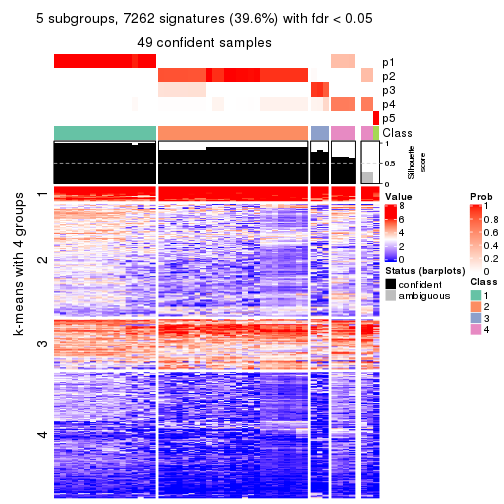 5 subgroups, 7262 signatures (39.6%) with fdr < 0.05
49 confident samples
p1
p2
p3
p4
p5
Class
1
0.5
0
Silhouette
score
k-means with 4 groups
1
2
3
4
Value
8
6
4
2
0
Status (barplots)
confident
ambiguous
Prob
1
0.8
0.6
0.4
0.2
0
Class
1
2
3
4